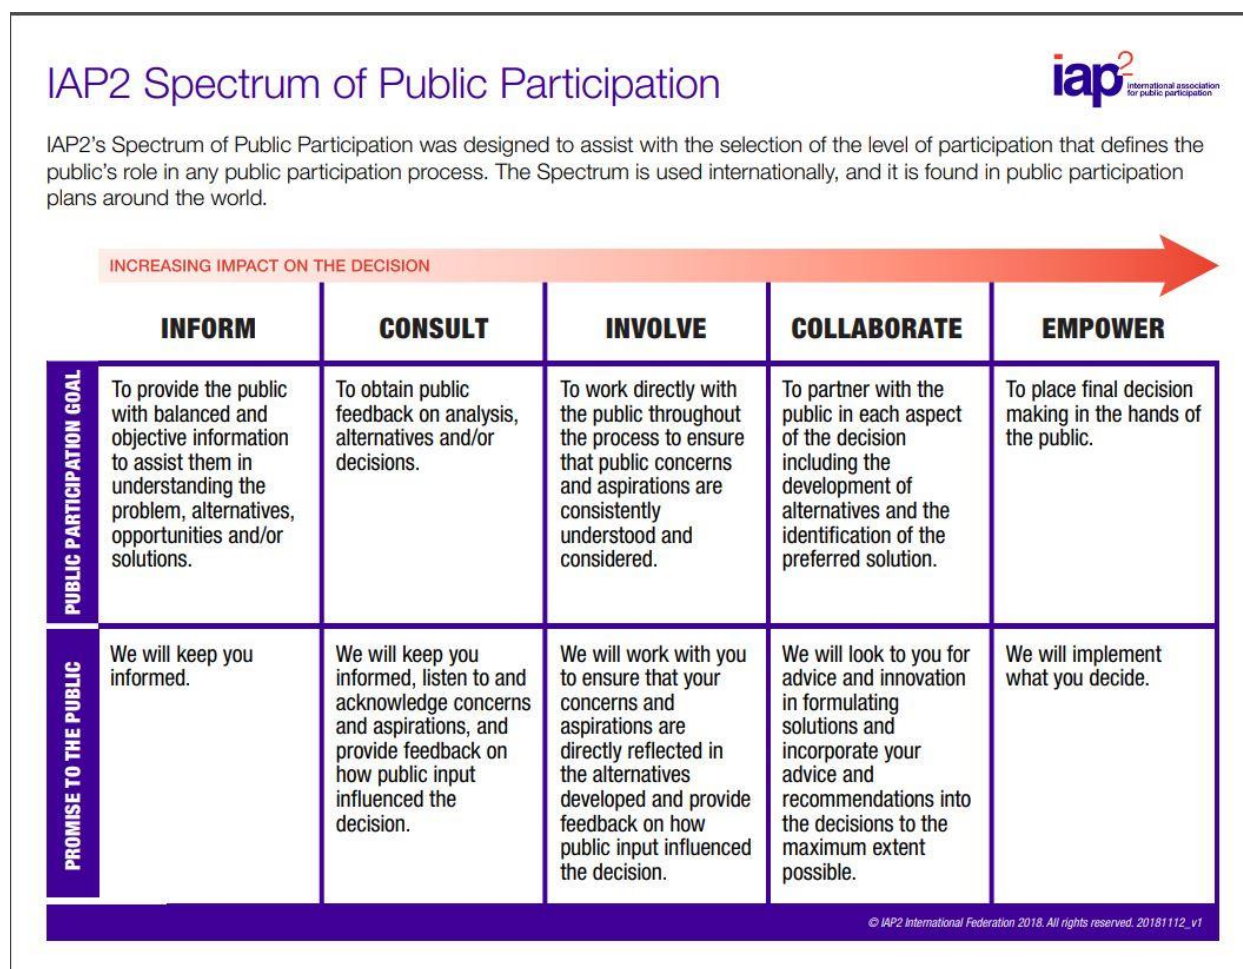 IAP2 Spectrum of Public Participation
iap2
international association
for public participation
IAP2's Spectrum of Public Participation was designed to assist with the selection of the level of participation that defines the
public's role in any public participation process. The Spectrum is used internationally, and it is found in public participation
plans around the world.
INCREASING IMPACT ON THE DECISION
INFORM
CONSULT
INVOLVE
COLLABORATE
EMPOWER
PUBLIC PARTICIPATION GOAL
To provide the public
with balanced and
objective information
to assist them in
understanding the
problem, alternatives,
opportunities and/or
solutions.
To obtain public
feedback on analysis,
alternatives and/or
decisions.
To work directly with
the public throughout
the process to ensure
that public concerns
and aspirations are
consistently
understood and
considered.
To partner with the
public in each aspect
of the decision
including the
development of
alternatives and the
identification of the
preferred solution.
To place final decision
making in the hands of
the public.
PROMISE TO THE PUBLIC
We will keep you
informed.
We will keep you
informed, listen to and
acknowledge concerns
and aspirations, and
provide feedback on
how public input
influenced the
decision.
We will work with you
to ensure that your
concerns and
aspirations are
directly reflected in
the alternatives
developed and provide
feedback on how
public input influenced
the decision.
We will look to you for
advice and innovation
in formulating
solutions and
incorporate your
advice and
recommendations into
the decisions to the
maximum extent
possible.
We will implement
what you decide.
© IAP2 International Federation 2018. All rights reserved. 20181112_v1